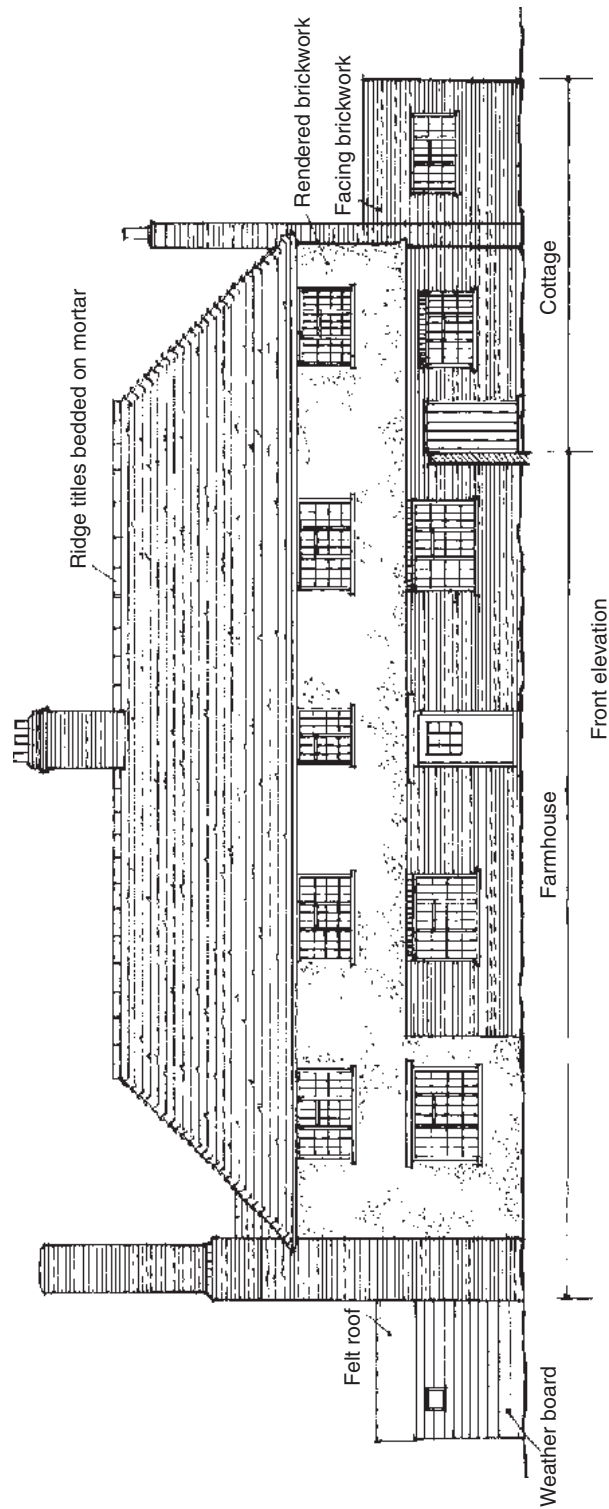 Ridge titles bedded on mortar
Rendered brickwork
Facing brickwork
Felt roof
Weather board
Farmhouse
Cottage
Front elevation